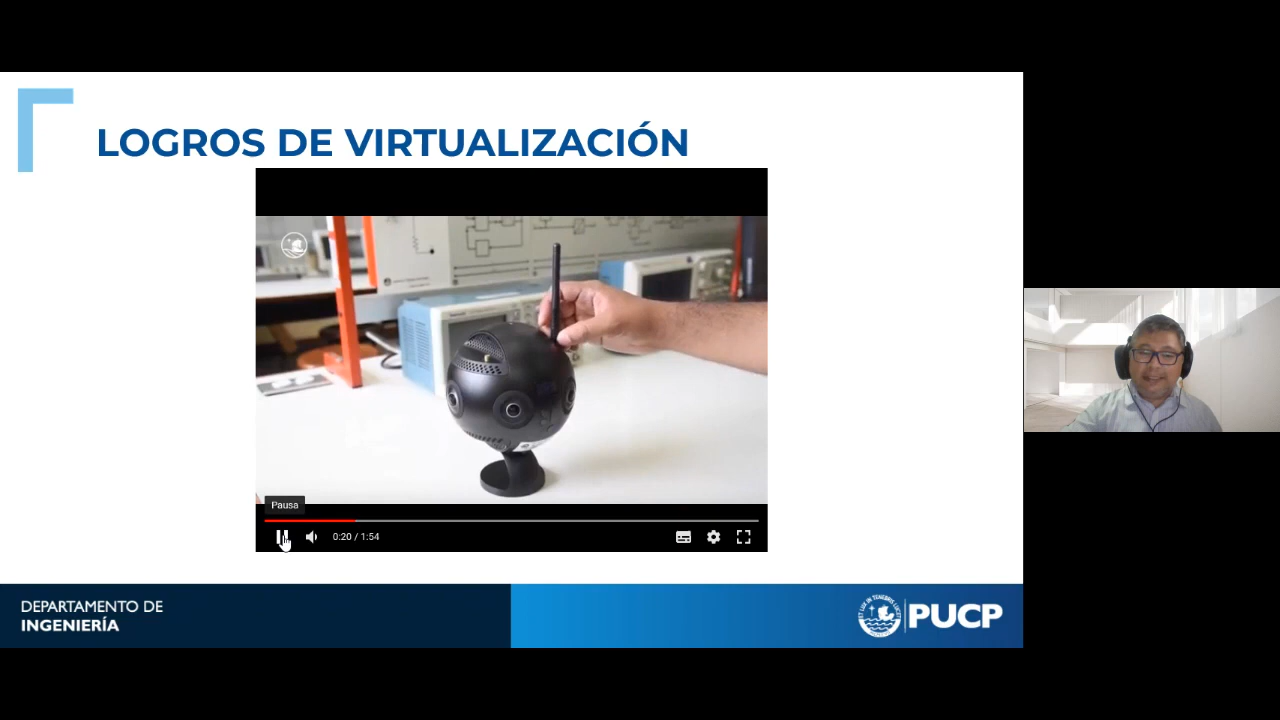 LOGROS DE VIRTUALIZACIÓN
Pausa
0:20 / 1:54
DEPARTAMENTO DE
INGENIERÍA
PUCP